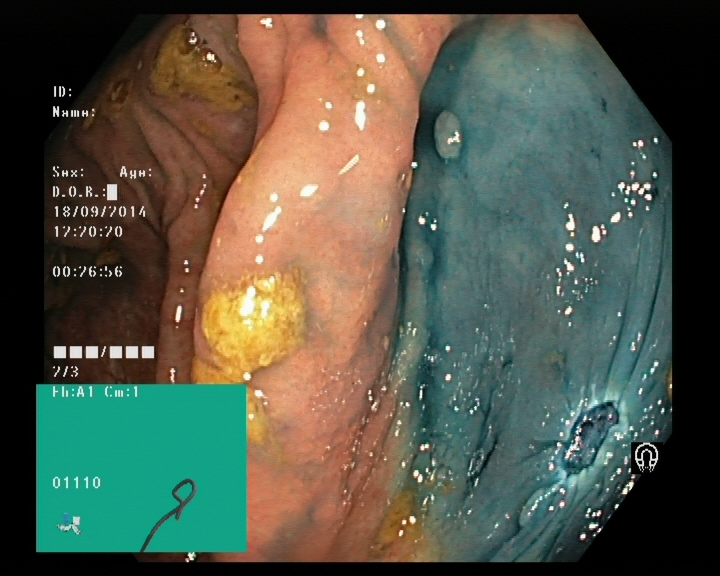 ID:
Name:
Sex: Age:
D.O.B.:
18/09/2014
12:20:20
00:26:56
■■■/■■■
2/3
Eh:A1 Cm:1
01110